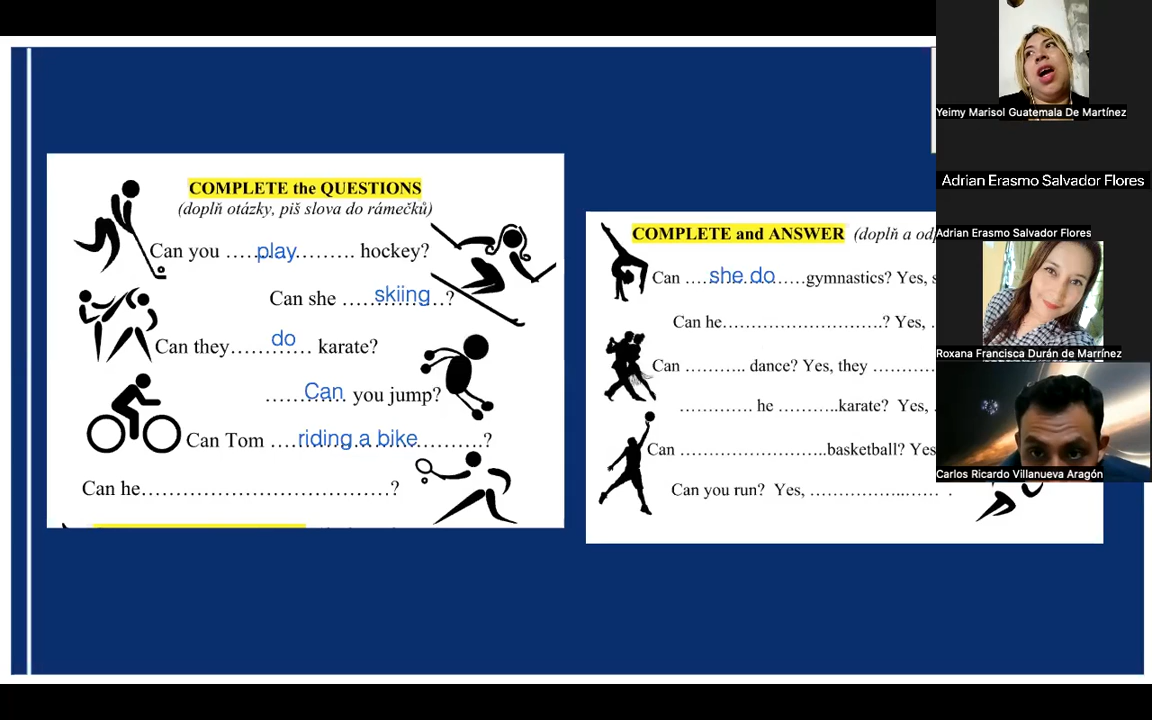 COMPLETE the QUESTIONS
(doplň otázky, piš slova do rámečků)
Can you ……play………. hockey?
Can she ….skiing..?
Can they…do…… karate?
……Can.. you jump?
Can Tom ….riding a bike……….?
Can he…………………………………?
COMPLETE and ANSWER (doplň a od
Can ….she do…..gymnastics? Yes, s
Can he……………………….? Yes, .
Can ……….. dance? Yes, they ………
…………. he ………..karate? Yes, .
Can ……………………..basketball? Yes
Can you run? Yes, ……………..…… .
Yeimy Marisol Guatemala De Martínez
Adrian Erasmo Salvador Flores
Adrian Erasmo Salvador Flores
Roxana Francisca Durán de Marrínez
Carlos Ricardo Villanueva Aragón